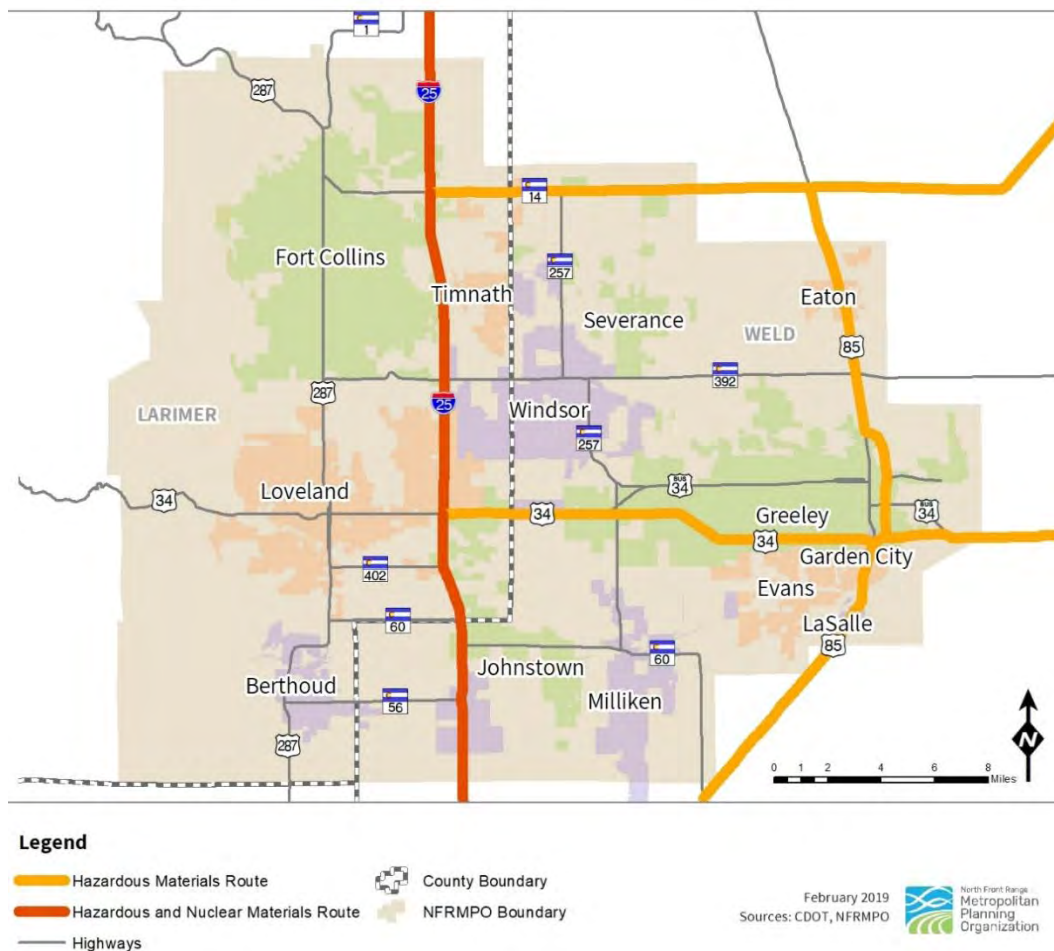 1
287
25
14
Fort Collins
257
Timnath
Eaton
Severance
WELD
85
392
287
25
LARIMER
Windsor
257
BUS
34
Loveland
34
34
Greeley
BUS
34
34
Garden City
402
Evans
60
LaSalle
85
60
Johnstown
Berthoud
Milliken
56
287
N
0 1 2 4 6 8
Miles
Legend
Hazardous Materials Route
County Boundary
Hazardous and Nuclear Materials Route
NFRMPO Boundary
Highways
February 2019
Sources: CDOT, NFRMPO
North Front Range
Metropolitan
Planning
Organization